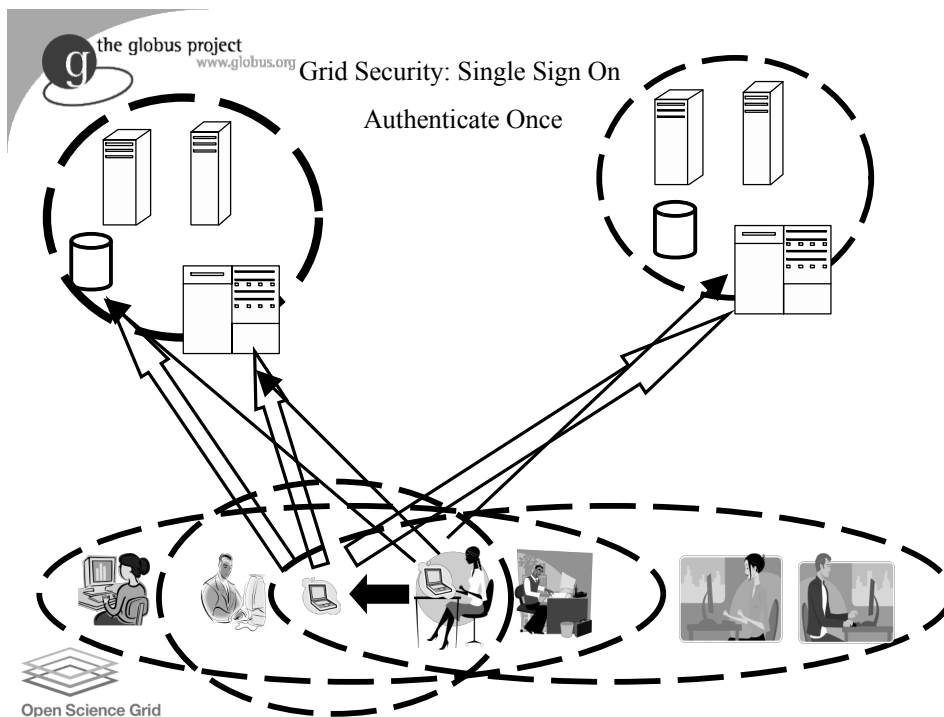 the globus project
www.globus.org
Grid Security: Single Sign On
Authenticate Once
g
Open Science Grid